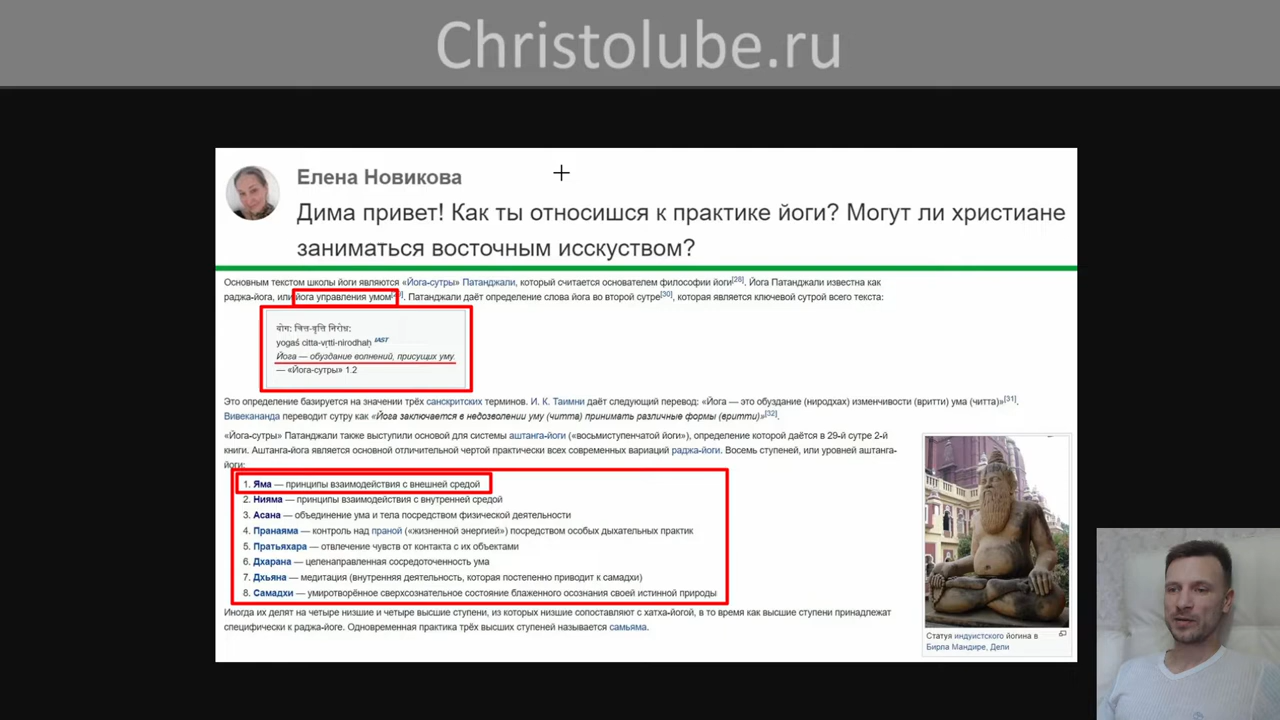 Christolube.ru
Елена Новикова
Дима привет! Как ты относишся к практике йоги? Могут ли христиане
заниматься восточным исскуством?
Основным текстом школы йоги являются «Йога-сутры» Патанджали, который считается основателем философии йоги[28]. Йога Патанджали известна как
раджа-йога, или йога управления умом[29]. Патанджали даёт определение слова йога во второй сутре[30], которая является ключевой сутрой всего текста:
योग: चित्त-वृत्ति निरोध:
yogaś citta-vṛtti-nirodhaḥ IAST
Йога — обуздание волнений, присущих уму.
— «Йога-сутры» 1.2
Это определение базируется на значении трёх санскритских терминов. И. К. Таимни даёт следующий перевод: «Йога — это обуздание (ниродхах) изменчивости (вритти) ума (читта)»[31].
Вивекананда переводит сутру как «Йога заключается в недозволении уму (читта) принимать различные формы (вритти)»[32].
«Йога-сутры» Патанджали также выступили основой для системы аштанга-йоги («восьмиступенчатой йоги»), определение которой даётся в 29-й сутре 2-й
книги. Аштанга-йога является основной отличительной чертой практически всех современных вариаций раджа-йоги. Восемь ступеней, или уровней аштанга-
йоги:
1. Яма — принципы взаимодействия с внешней средой
2. Нияма — принципы взаимодействия с внутренней средой
3. Асана — объединение ума и тела посредством физической деятельности
4. Пранаяма — контроль над праной («жизненной энергией») посредством особых дыхательных практик
5. Пратьяхара — отвлечение чувств от контакта с их объектами
6. Дхарана — целенаправленная сосредоточенность ума
7. Дхьяна — медитация (внутренняя деятельность, которая постепенно приводит к самадхи)
8. Самадхи — умиротворённое сверхсознательное состояние блаженного осознания своей истинной природы
Иногда их делят на четыре низшие и четыре высшие ступени, из которых низшие сопоставляют с хатха-йогой, в то время как высшие ступени принадлежат
специфически к раджа-йоге. Одновременная практика трёх высших ступеней называется самьяма.
Статуя индуистского йогина в
Бирла Мандире, Дели